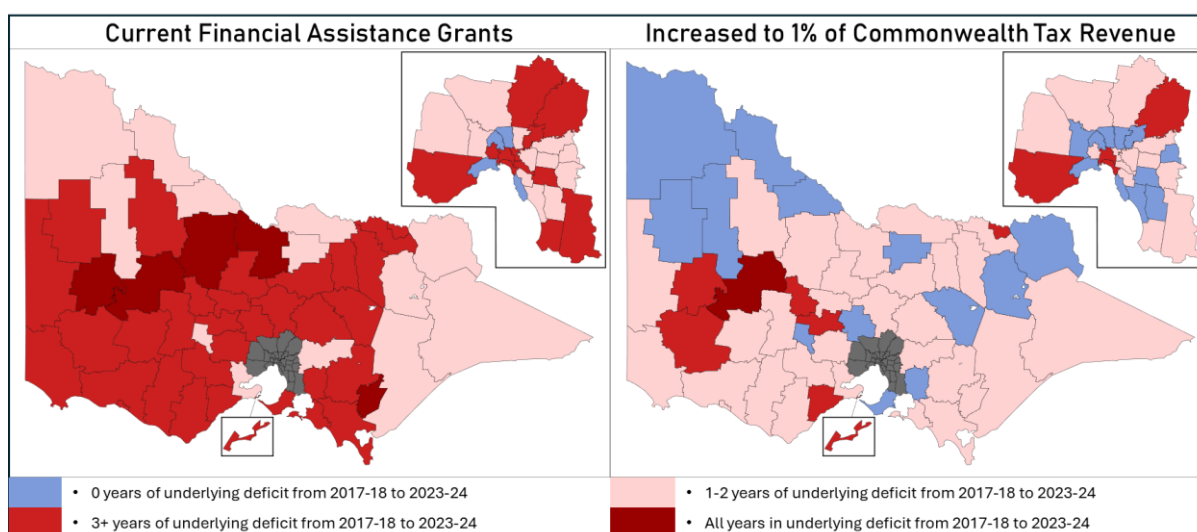 Current Financial Assistance Grants
Increased to 1% of Commonwealth Tax Revenue
• 0 years of underlying deficit from 2017-18 to 2023-24
• 1-2 years of underlying deficit from 2017-18 to 2023-24
• 3+ years of underlying deficit from 2017-18 to 2023-24
• All years in underlying deficit from 2017-18 to 2023-24